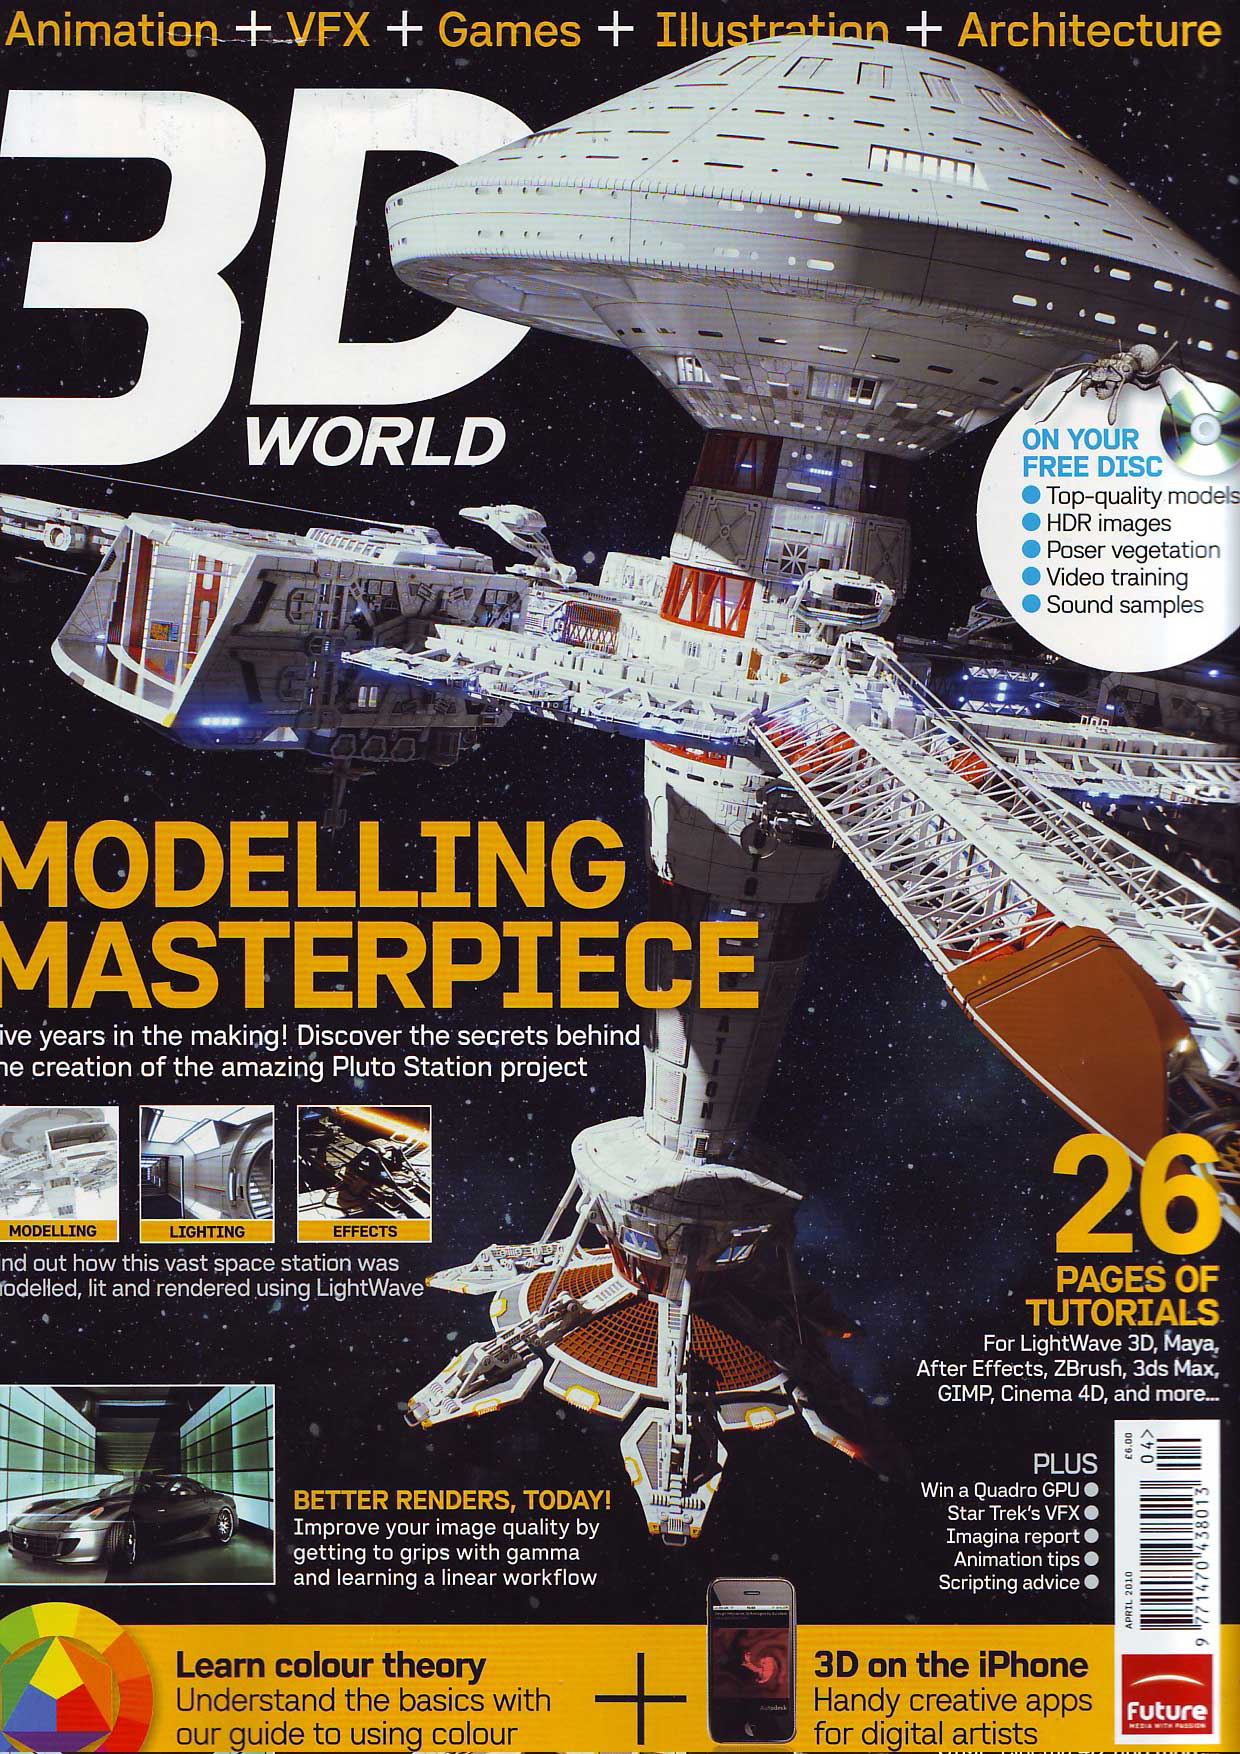 Animation + VFX + Games + Illustration + Architecture
3D
WORLD
ON YOUR
FREE DISC
Top-quality models
HDR images
Poser vegetation
Video training
Sound samples
MODELLING
MASTERPIECE
ive years in the making! Discover the secrets behind
he creation of the amazing Pluto Station project
MODELLING
LIGHTING
EFFECTS
ind out how this vast space station was
odelled, lit and rendered using LightWave
26
PAGES OF
TUTORIALS
For LightWave 3D, Maya,
After Effects, ZBrush, 3ds Max,
GIMP, Cinema 4D, and more...
PLUS
Win a Quadro GPU
Star Trek's VFX
Imagina report
Animation tips
Scripting advice
£6.00
04>
APRIL 2010
9 771470 438013
BETTER RENDERS, TODAY!
Improve your image quality by
getting to grips with gamma
and learning a linear workflow
Learn colour theory
Understand the basics with
our guide to using colour
+
Autodesk
3D on the iPhone
Handy creative apps
for digital artists
Future
MEDIA WITH PASSION